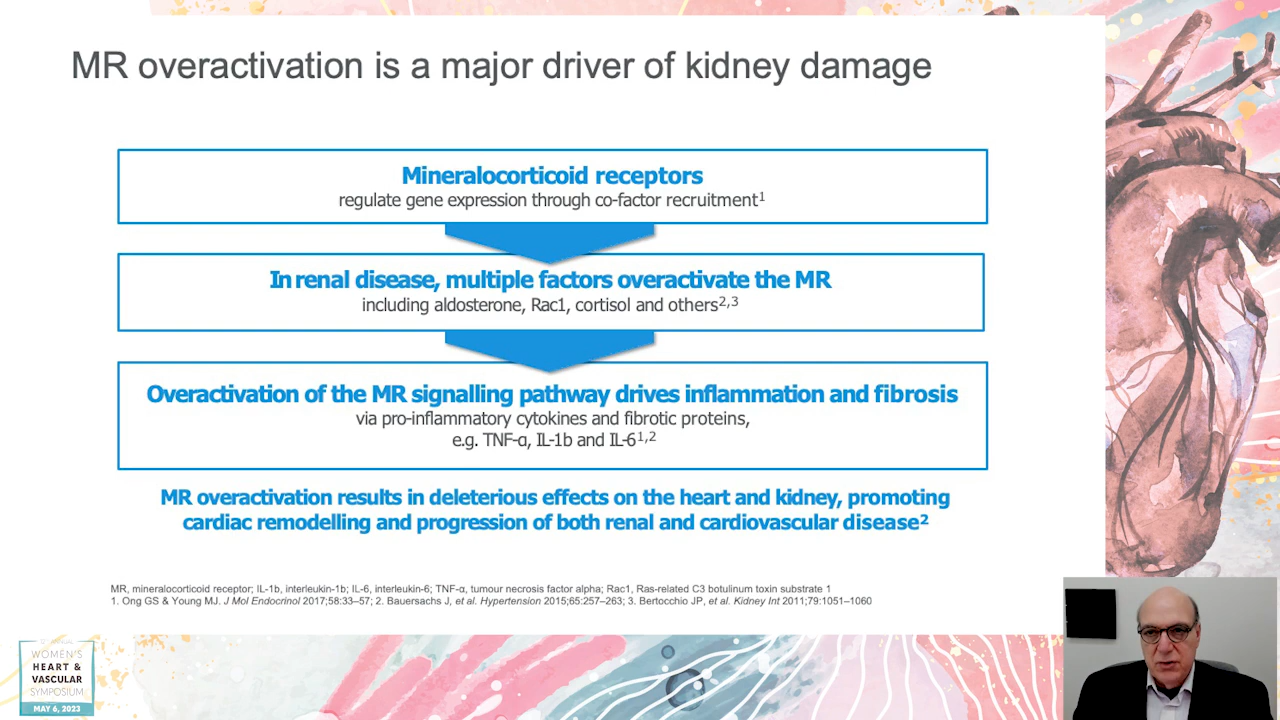 MR overactivation is a major driver of kidney damage
Mineralocorticoid receptors
regulate gene expression through co-factor recruitment1
In renal disease, multiple factors overactivate the MR
including aldosterone, Rac1, cortisol and others2,3
Overactivation of the MR signalling pathway drives inflammation and fibrosis
via pro-inflammatory cytokines and fibrotic proteins,
e.g. TNF-α, IL-1b and IL-61,2
MR overactivation results in deleterious effects on the heart and kidney, promoting
cardiac remodelling and progression of both renal and cardiovascular disease2
MR, mineralocorticoid receptor; IL-1b, interleukin-1b; IL-6, interleukin-6; TNF-α, tumour necrosis factor alpha; Rac1, Ras-related C3 botulinum toxin substrate 1
1. Ong GS & Young MJ. J Mol Endocrinol 2017;58:33–57; 2. Bauersachs J, et al. Hypertension 2015;65:257–263; 3. Bertocchio JP, et al. Kidney Int 2011;79:1051–1060
WOMEN'S
HEART &
VASCULAR
SYMPOSIUM
MAY 6, 2023